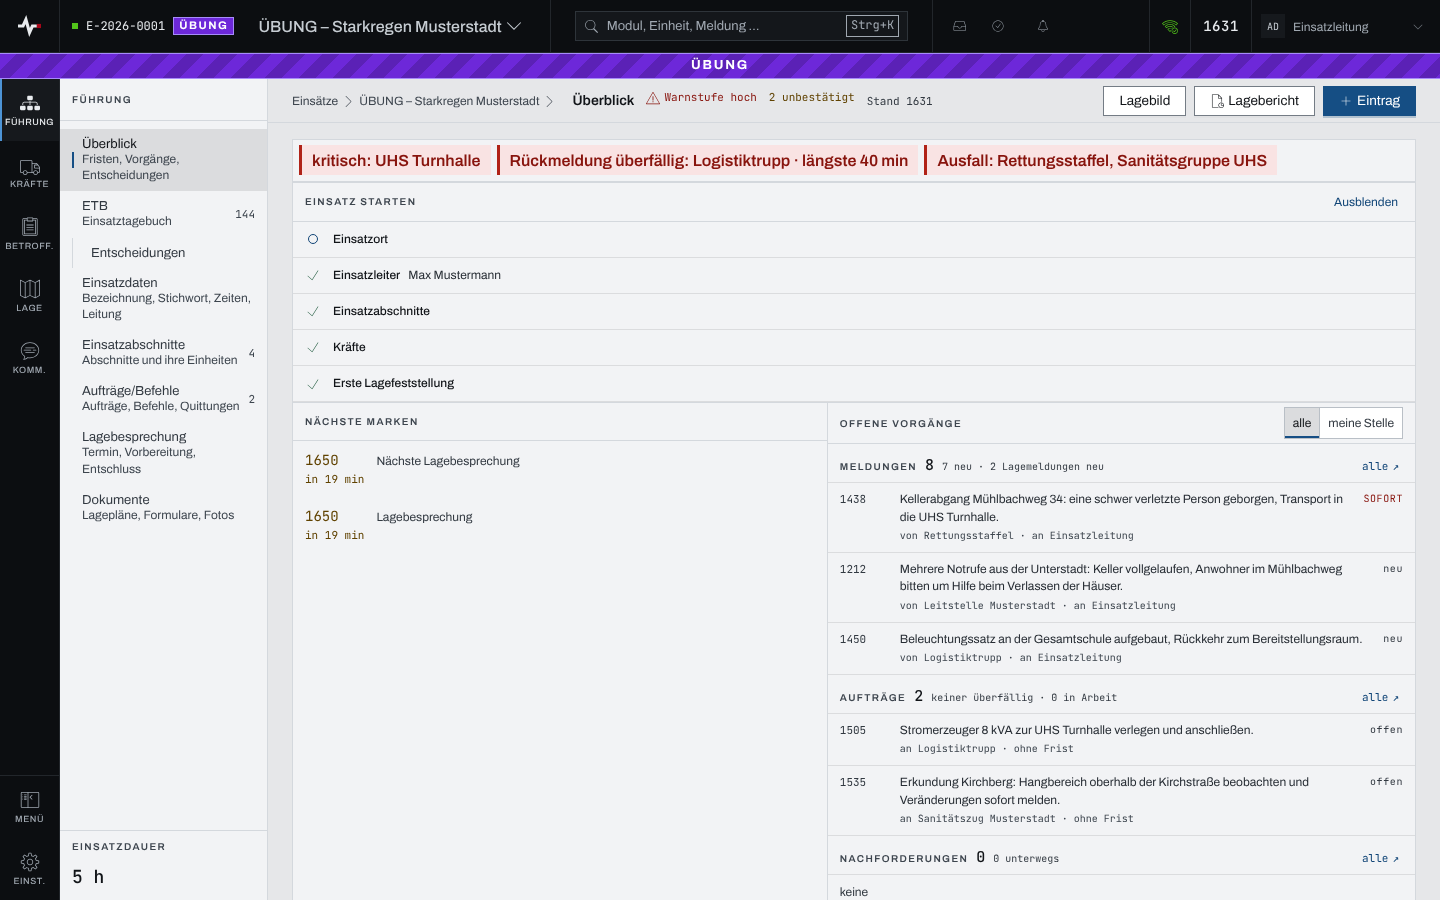 E-2026-0001 ÜBUNG ÜBUNG – Starkregen Musterstadt Modul, Einheit, Meldung ... Strg+K 1631 AD Einsatzleitung
ÜBUNG
FÜHRUNG
KRÄFTE
BETROFF.
LAGE
KOMM.
MENÜ
EINST.
FÜHRUNG
Überblick
Fristen, Vorgänge,
Entscheidungen
ETB
Einsatztagebuch
144
Entscheidungen
Einsatzdaten
Bezeichnung, Stichwort, Zeiten,
Leitung
Einsatzabschnitte
Abschnitte und ihre Einheiten
4
Aufträge/Befehle
Aufträge, Befehle, Quittungen
2
Lagebesprechung
Termin, Vorbereitung,
Entschluss
Dokumente
Lagepläne, Formulare, Fotos
EINSATZDAUER
5 h
Einsätze ÜBUNG – Starkregen Musterstadt Überblick Warnstufe hoch 2 unbestätigt Stand 1631
Lagebild Lagebericht + Eintrag
kritisch: UHS Turnhalle Rückmeldung überfällig: Logistiktrupp · längste 40 min Ausfall: Rettungsstaffel, Sanitätsgruppe UHS
EINSATZ STARTEN Ausblenden
Einsatzort
Einsatzleiter Max Mustermann
Einsatzabschnitte
Kräfte
Erste Lagefeststellung
NÄCHSTE MARKEN
1650 Nächste Lagebesprechung
in 19 min
1650 Lagebesprechung
in 19 min
OFFENE VORGÄNGE alle meine Stelle
MELDUNGEN 8 7 neu · 2 Lagemeldungen neu alle ↗
1438 Kellerabgang Mühlbachweg 34: eine schwer verletzte Person geborgen, Transport in SOFORT
die UHS Turnhalle.
von Rettungsstaffel · an Einsatzleitung
1212 Mehrere Notrufe aus der Unterstadt: Keller vollgelaufen, Anwohner im Mühlbachweg neu
bitten um Hilfe beim Verlassen der Häuser.
von Leitstelle Musterstadt · an Einsatzleitung
1450 Beleuchtungssatz an der Gesamtschule aufgebaut, Rückkehr zum Bereitstellungsraum. neu
von Logistiktrupp · an Einsatzleitung
AUFTRÄGE 2 keiner überfällig · 0 in Arbeit alle ↗
1505 Stromerzeuger 8 kVA zur UHS Turnhalle verlegen und anschließen. offen
an Logistiktrupp · ohne Frist
1535 Erkundung Kirchberg: Hangbereich oberhalb der Kirchstraße beobachten und offen
Veränderungen sofort melden.
an Sanitätszug Musterstadt · ohne Frist
NACHFORDERUNGEN 0 0 unterwegs alle ↗
keine